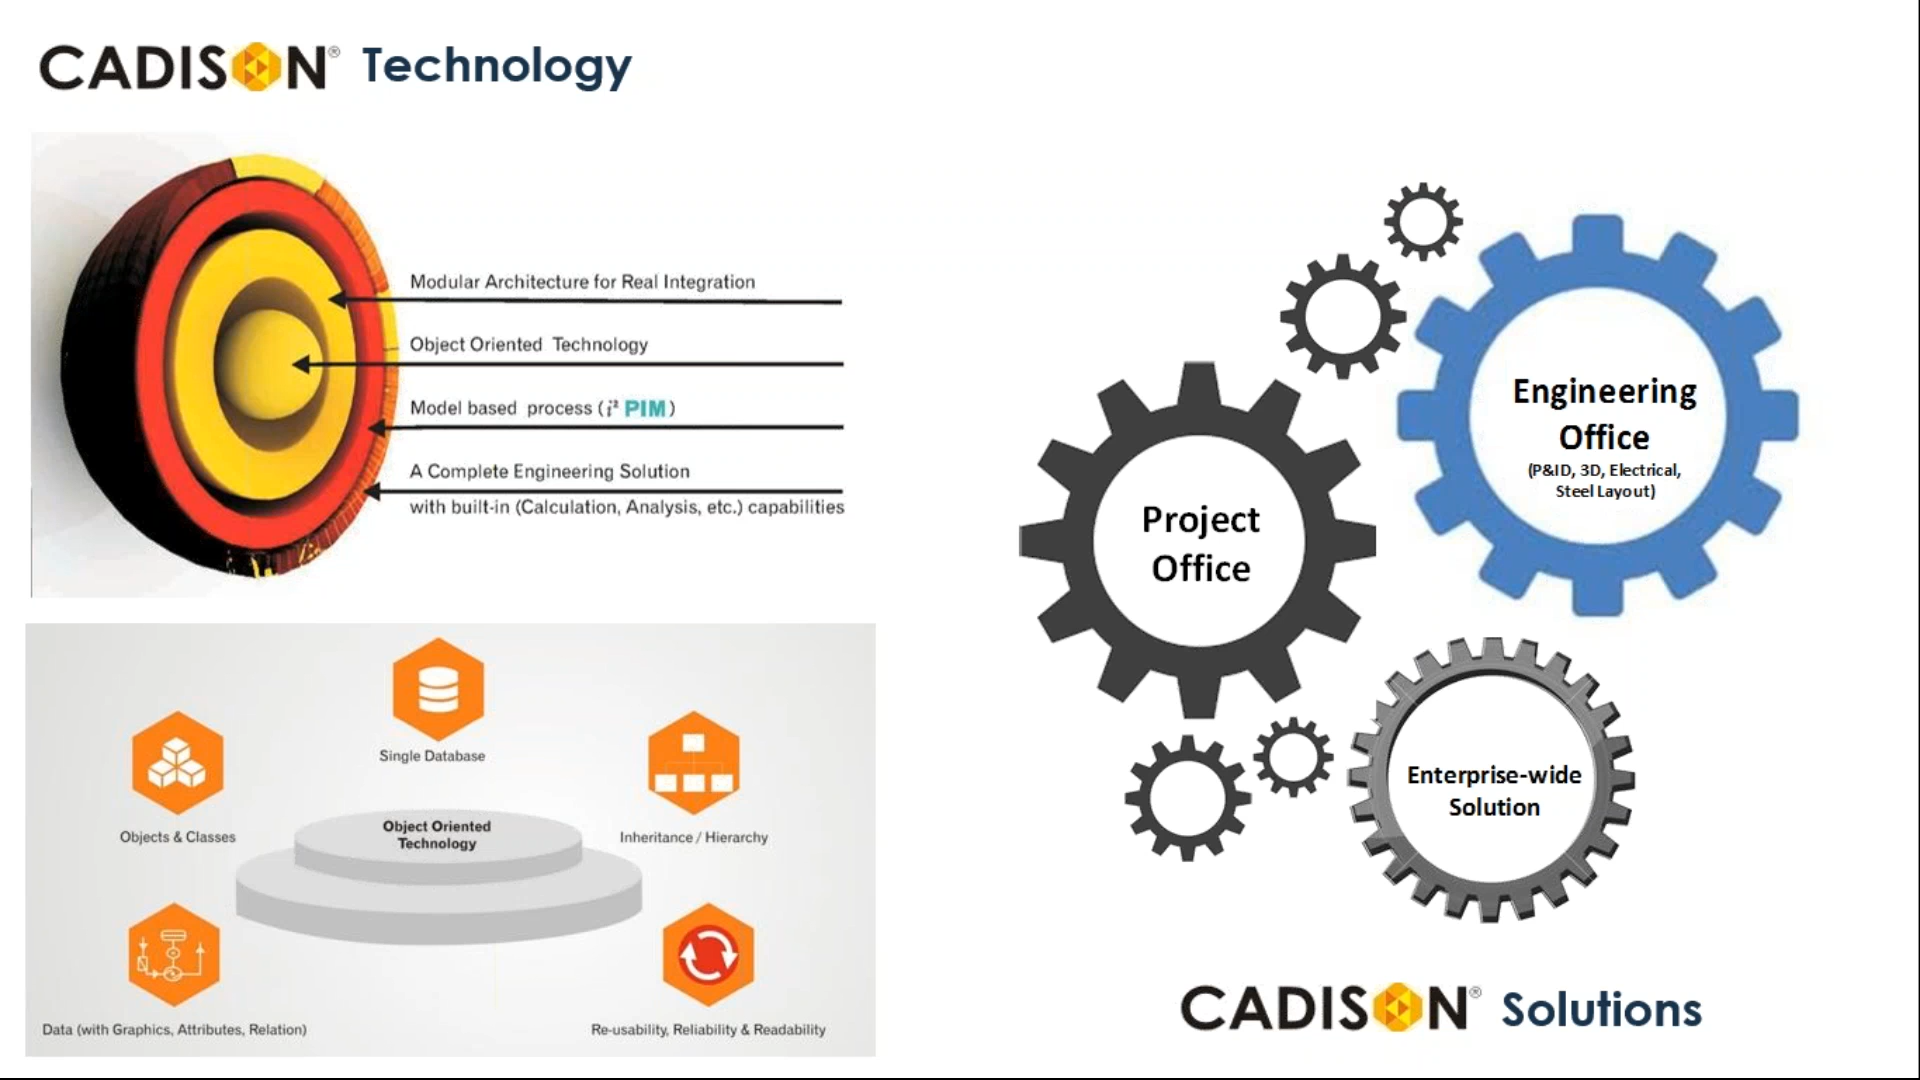 CADISON® Technology
Modular Architecture for Real Integration
Object Oriented Technology
Model based process (i² PIM)
A Complete Engineering Solution
with built-in (Calculation, Analysis, etc.) capabilities
Single Database
Objects & Classes
Inheritance / Hierarchy
Object Oriented
Technology
Data (with Graphics, Attributes, Relation)
Re-usability, Reliability & Readability
Engineering
Office
(P&ID, 3D, Electrical,
Steel Layout)
Project
Office
Enterprise-wide
Solution
CADISON® Solutions